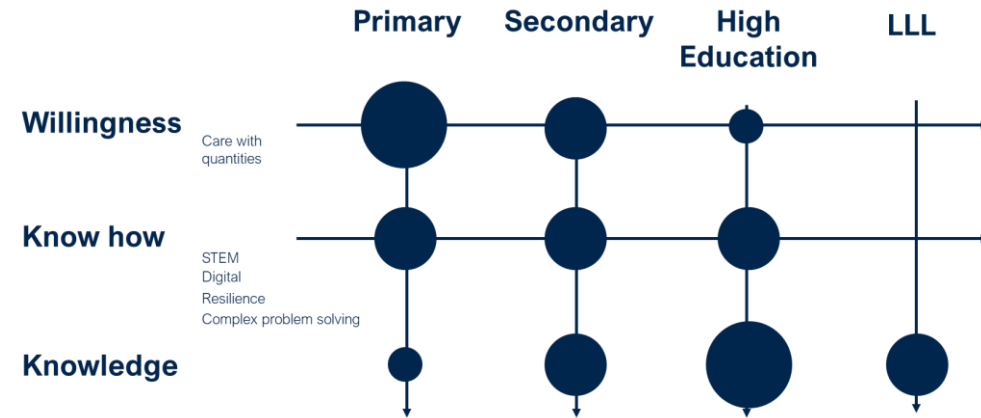 Primary
Secondary
High
Education
LLL
Willingness
Care with
quantities
Know how
STEM
Digital
Resilience
Complex problem solving
Knowledge